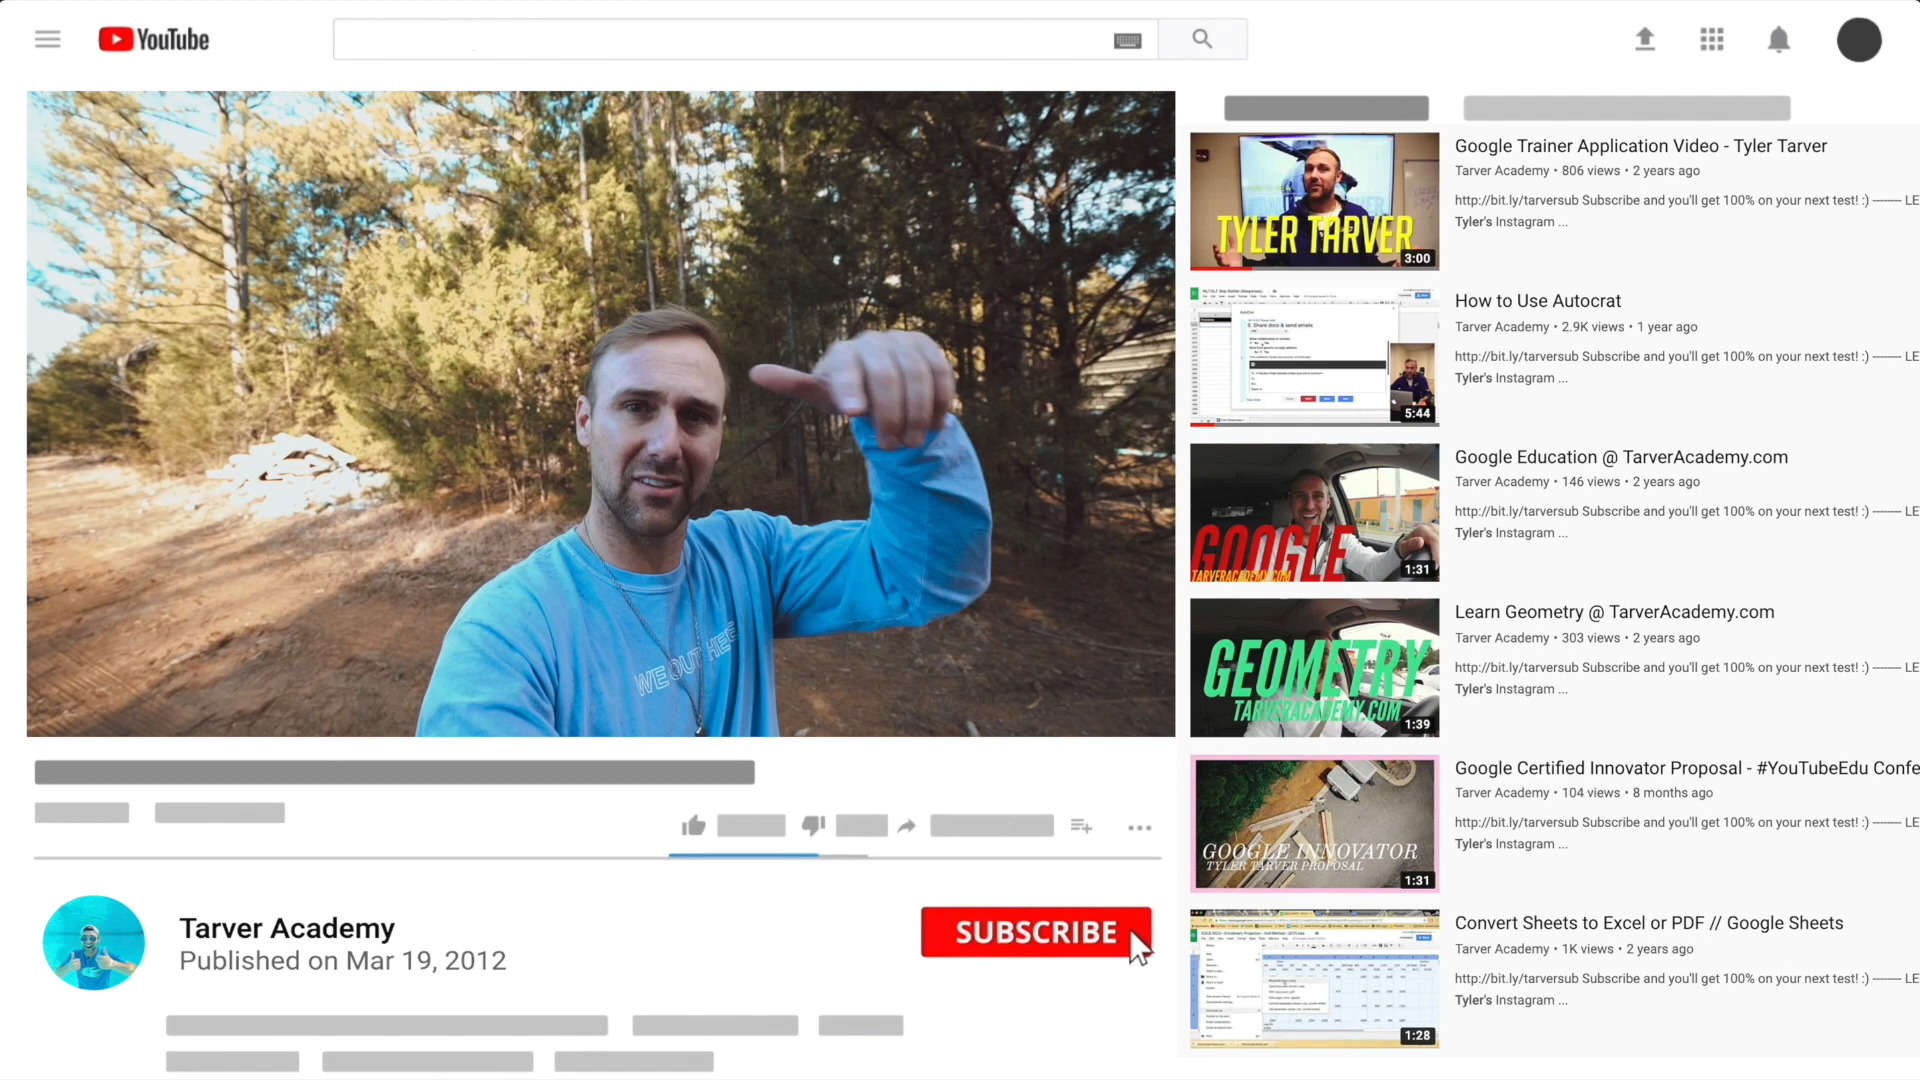 YouTube
WE OUT HEE
Tarver Academy
Published on Mar 19, 2012
SUBSCRIBE
TYLER TARVER
3:00
Google Trainer Application Video - Tyler Tarver
Tarver Academy • 806 views • 2 years ago
http://bit.ly/tarversub Subscribe and you'll get 100% on your next test! :) -------- LE
Tyler's Instagram ...
8. Share docs & send emails
5:44
How to Use Autocrat
Tarver Academy • 2.9K views • 1 year ago
http://bit.ly/tarversub Subscribe and you'll get 100% on your next test! :) -------- LE
Tyler's Instagram ...
GOOGLE
TARVERACADEMY.COM
1:31
Google Education @ TarverAcademy.com
Tarver Academy • 146 views • 2 years ago
http://bit.ly/tarversub Subscribe and you'll get 100% on your next test! :) -------- LE
Tyler's Instagram ...
GEOMETRY
TARVERACADEMY.COM
1:39
Learn Geometry @ TarverAcademy.com
Tarver Academy • 303 views • 2 years ago
http://bit.ly/tarversub Subscribe and you'll get 100% on your next test! :) -------- LE
Tyler's Instagram ...
GOOGLE INNOVATOR
TYLER TARVER PROPOSAL
1:31
Google Certified Innovator Proposal - #YouTubeEdu Confe
Tarver Academy • 104 views • 8 months ago
http://bit.ly/tarversub Subscribe and you'll get 100% on your next test! :) -------- LE
Tyler's Instagram ...
1:28
Convert Sheets to Excel or PDF // Google Sheets
Tarver Academy • 1K views • 2 years ago
http://bit.ly/tarversub Subscribe and you'll get 100% on your next test! :) -------- LE
Tyler's Instagram ...